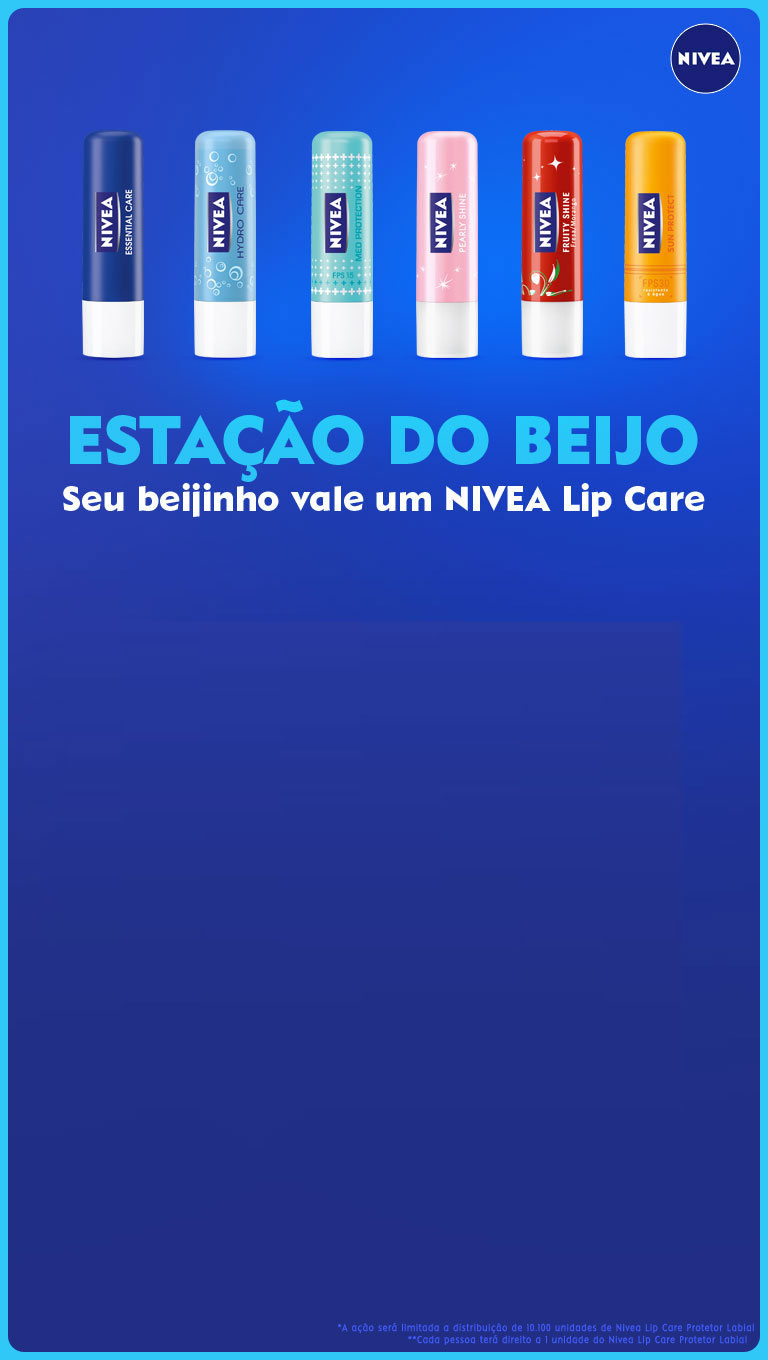 NIVEA
NIVEA
ESSENTIAL CARE
NIVEA
HYDRO CARE
NIVEA
MED PROTECTION
FPS 15
NIVEA
PEARLY SHINE
NIVEA
FRUITY SHINE
NIVEA
SUN PROTECT
FPS30
ESTAÇÃO DO BEIJO
Seu beijinho vale um NIVEA Lip Care
*A ação será limitada a distribuição de 10.100 unidades de Nivea Lip Care Protetor Labial
**Cada pessoa terá direito a 1 unidade do Nivea Lip Care Protetor Labial